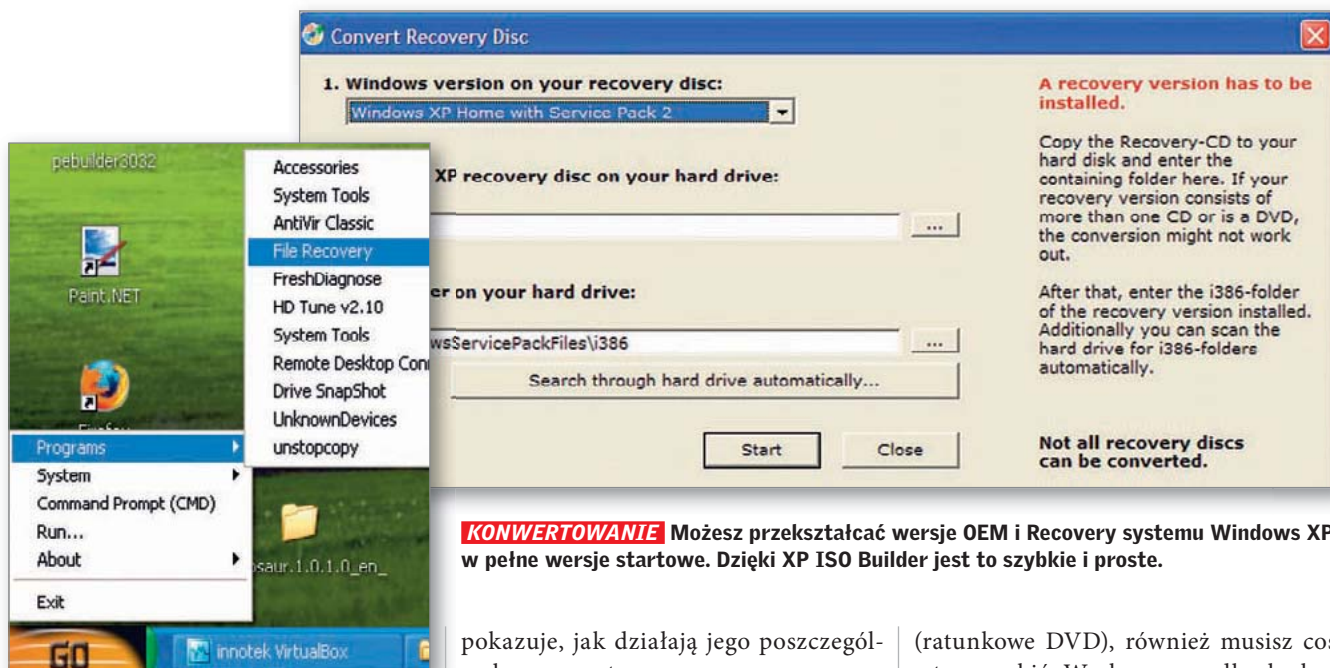 Convert Recovery Disc
1. Windows version on your recovery disc:
Windows XP Home with Service Pack 2
XP recovery disc on your hard drive:
...
er on your hard drive:
wsServicePackFiles\i386
...
Search through hard drive automatically...
Start
Close
A recovery version has to be
installed.
Copy the Recovery-CD to your
hard disk and enter the
containing folder here. If your
recovery version consists of
more than one CD or is a DVD,
the conversion might not work
out.
After that, enter the i386-folder
of the recovery version installed.
Additionally you can scan the
hard drive for i386-folders
automatically.
Not all recovery discs
can be converted.
pebuilder3032
Paint.NET
Firefox
Programs
System
Command Prompt (CMD)
Run...
About
Exit
Accessories
System Tools
AntiVir Classic
File Recovery
FreshDiagnose
HD Tune v2.10
System Tools
Remote Desktop Con
Drive SnapShot
UnknownDevices
unstopcopy
saur.1.0.1.0_en_
GO
innotek VirtualBox
KONWERTOWANIE Możesz przekształcać wersje OEM i Recovery systemu Windows XP
w pełne wersje startowe. Dzięki XP ISO Builder jest to szybkie i proste.
pokazuje, jak działają jego poszczegól-
(ratunkowe DVD), również musisz coś